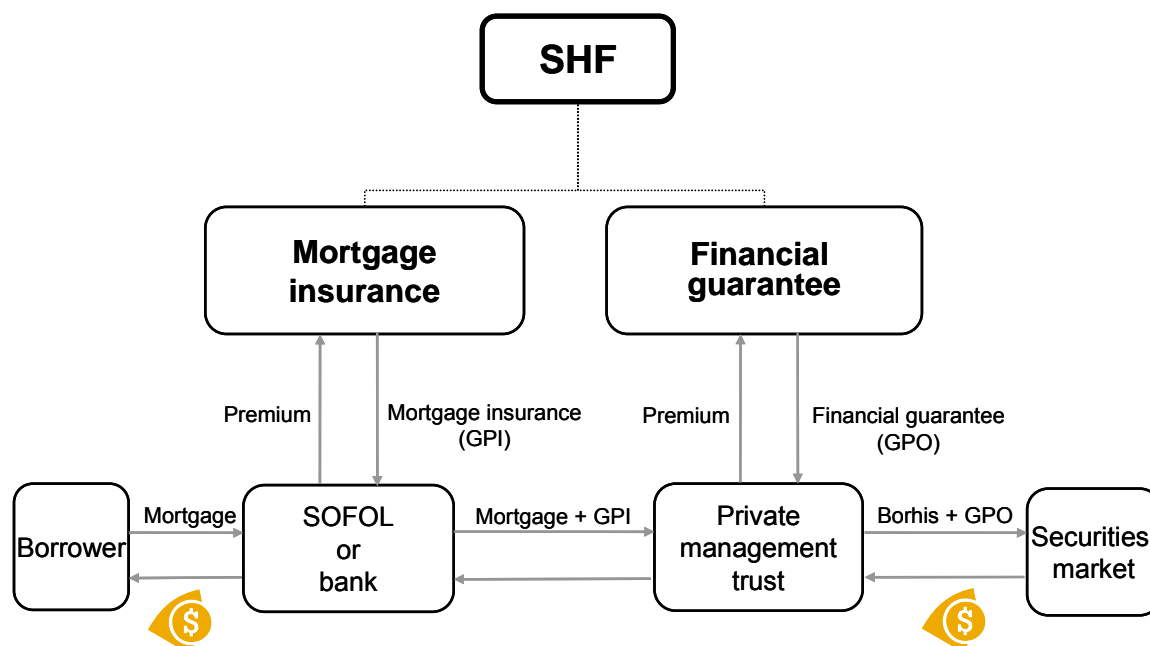 SHF
Mortgage
insurance
Financial
guarantee
Premium
Mortgage insurance
(GPI)
Premium
Financial guarantee
(GPO)
Borrower
Mortgage
SOFOL
or
bank
Mortgage + GPI
Private
management
trust
Borhis + GPO
Securities
market
$
$